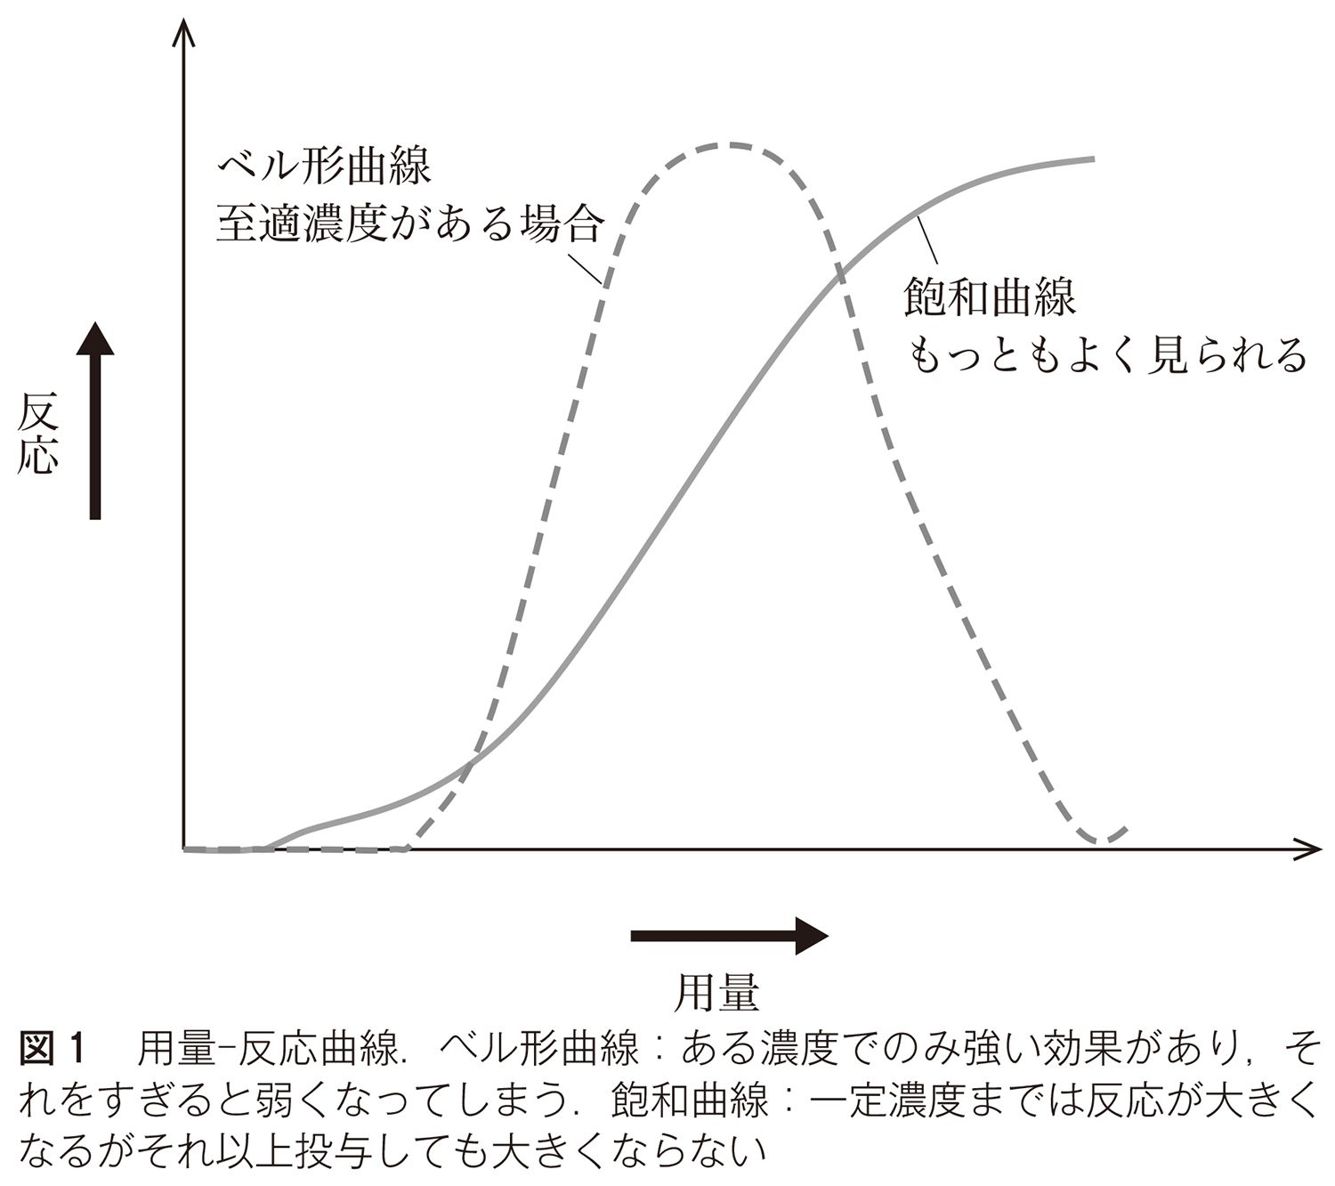 ベル形曲線
至適濃度がある場合
飽和曲線
もっともよく見られる
反応
用量
図1 用量−反応曲線．ベル形曲線：ある濃度でのみ強い効果があり，そ
れをすぎると弱くなってしまう．飽和曲線：一定濃度までは反応が大きく
なるがそれ以上投与しても大きくならない